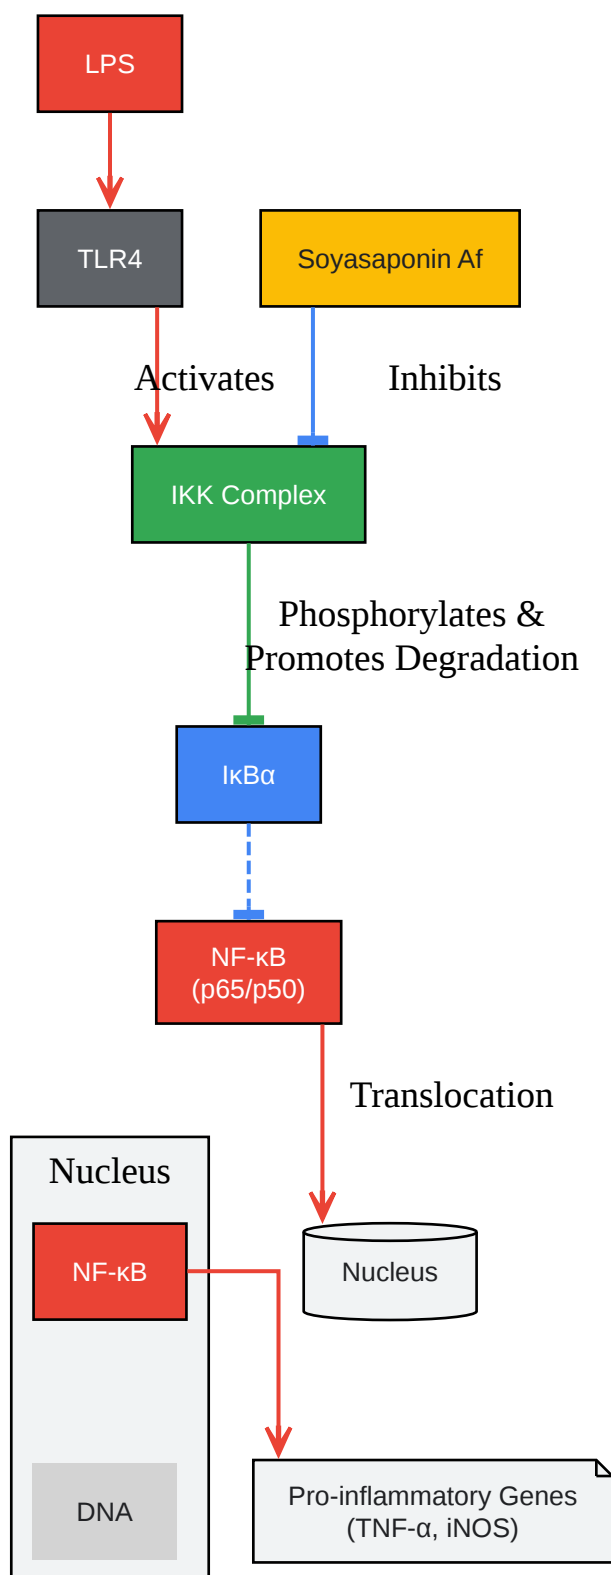 LPS
TLR4
Soyasaponin Af
Activates
Inhibits
IKK Complex
Phosphorylates &
Promotes Degradation
IκBα
NF-κB
(p65/p50)
Translocation
Nucleus
NF-κB
Nucleus
DNA
Pro-inflammatory Genes
(TNF-α, iNOS)